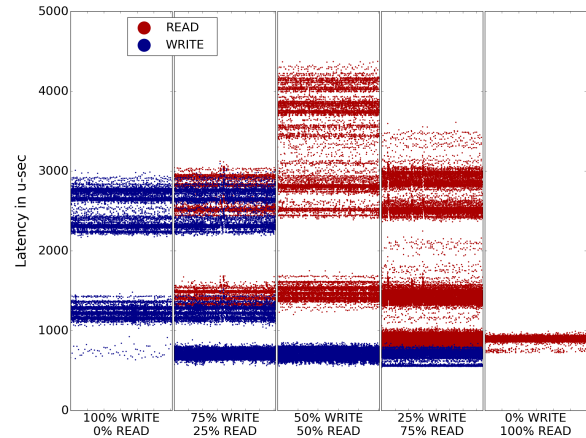 READ
WRITE
Latency in u-sec
5000
4000
3000
2000
1000
0
100% WRITE
0% READ
75% WRITE
25% READ
50% WRITE
50% READ
25% WRITE
75% READ
0% WRITE
100% READ